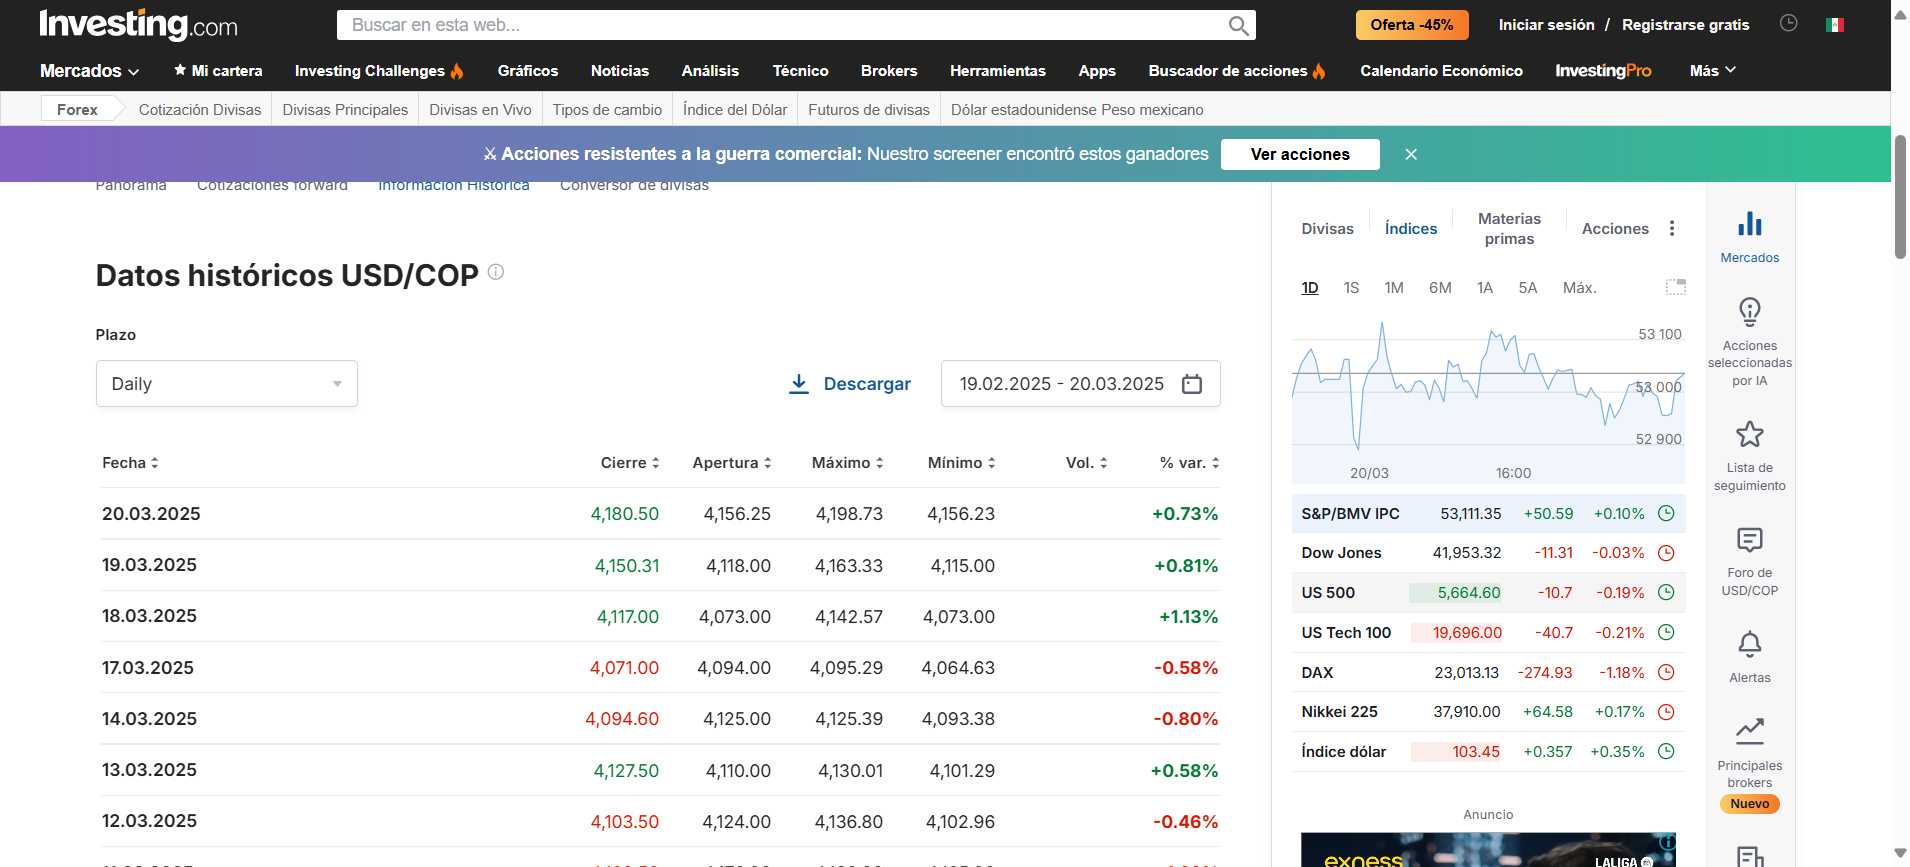 Investing.com
Buscar en esta web...
Oferta -45%
Iniciar sesión / Registrarse gratis
Mercados
Mi cartera
Investing Challenges
Gráficos
Noticias
Análisis
Técnico
Brokers
Herramientas
Apps
Buscador de acciones
Calendario Económico
InvestingPro
Más
Forex
Cotización Divisas
Divisas Principales
Divisas en Vivo
Tipos de cambio
Índice del Dólar
Futuros de divisas
Dólar estadounidense Peso mexicano
Acciones resistentes a la guerra comercial: Nuestro screener encontró estos ganadores
Ver acciones
Panorama
Cotizaciones forward
Información Histórica
Conversor de divisas
Datos históricos USD/COP
Plazo
Daily
Descargar
19.02.2025 - 20.03.2025
Fecha Cierre Apertura Máximo Mínimo Vol. % var.
20.03.2025 4,180.50 4,156.25 4,198.73 4,156.23 +0.73%
19.03.2025 4,150.31 4,118.00 4,163.33 4,115.00 +0.81%
18.03.2025 4,117.00 4,073.00 4,142.57 4,073.00 +1.13%
17.03.2025 4,071.00 4,094.00 4,095.29 4,064.63 -0.58%
14.03.2025 4,094.60 4,125.00 4,125.39 4,093.38 -0.80%
13.03.2025 4,127.50 4,110.00 4,130.01 4,101.29 +0.58%
12.03.2025 4,103.50 4,124.00 4,136.80 4,102.96 -0.46%
Divisas
Índices
Materias primas
Acciones
1D 1S 1M 6M 1A 5A Máx.
53 100
53 000
52 900
20/03
16:00
S&P/BMV IPC 53,111.35 +50.59 +0.10%
Dow Jones 41,953.32 -11.31 -0.03%
US 500 5,664.60 -10.7 -0.19%
US Tech 100 19,696.00 -40.7 -0.21%
DAX 23,013.13 -274.93 -1.18%
Nikkei 225 37,910.00 +64.58 +0.17%
Índice dólar 103.45 +0.357 +0.35%
Anuncio
exness
LALIGA
Mercados
Acciones
seleccionadas
por IA
Lista de
seguimiento
Foro de
USD/COP
Alertas
Principales
brokers
Nuevo